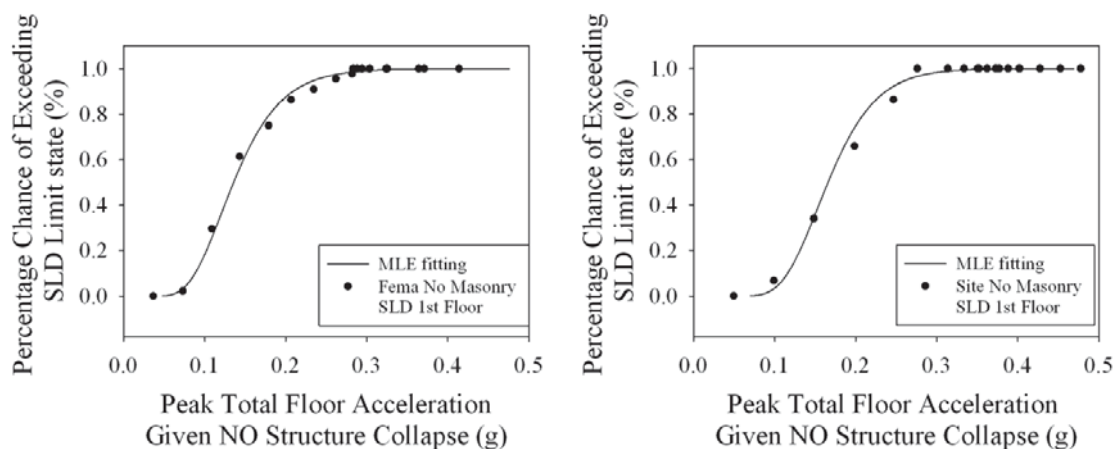 Percentage Chance of Exceeding
SLD Limit state (%)
1.0
0.8
0.6
0.4
0.2
0.0
MLE fitting
Fema No Masonry
SLD 1st Floor
0.0 0.1 0.2 0.3 0.4 0.5
Peak Total Floor Acceleration
Given NO Structure Collapse (g)
Percentage Chance of Exceeding
SLD Limit state (%)
1.0
0.8
0.6
0.4
0.2
0.0
MLE fitting
Site No Masonry
SLD 1st Floor
0.0 0.1 0.2 0.3 0.4 0.5
Peak Total Floor Acceleration
Given NO Structure Collapse (g)